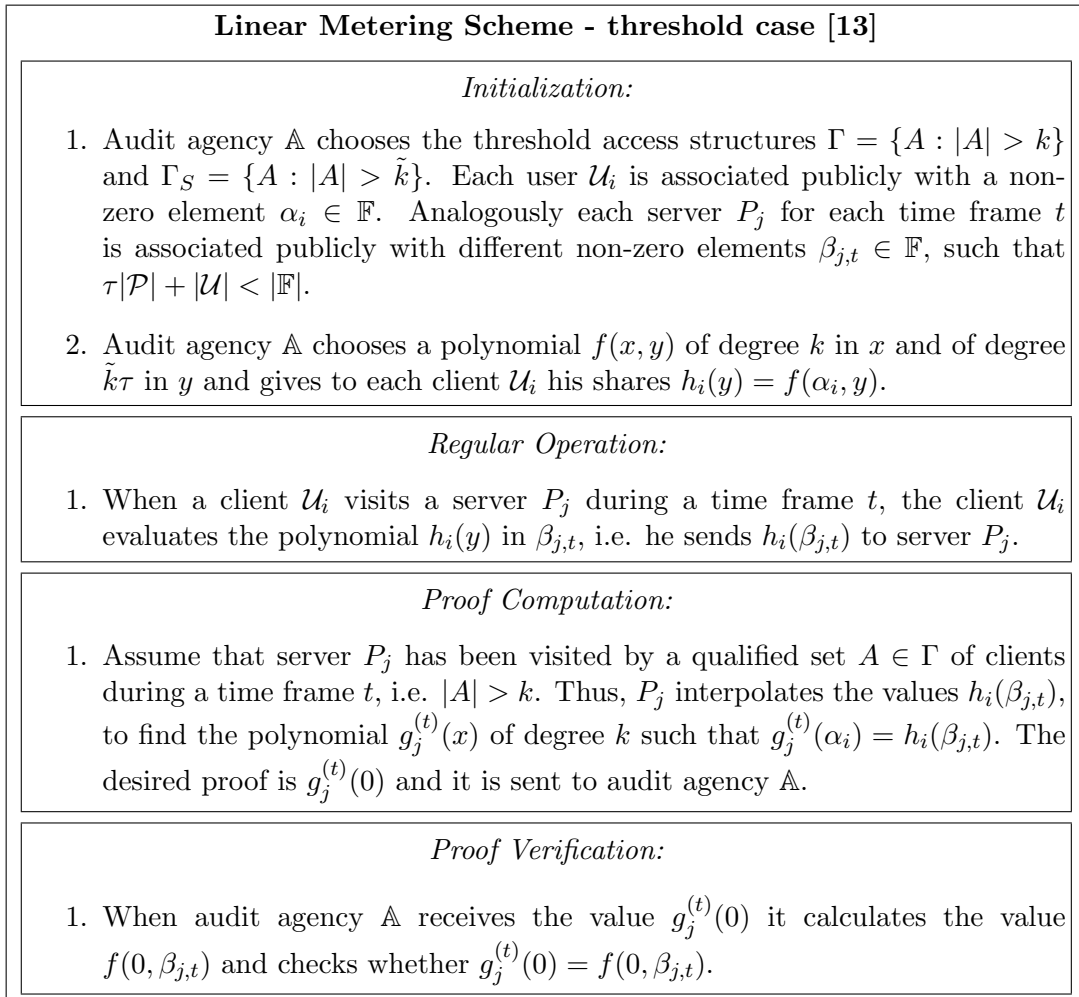 Linear Metering Scheme - threshold case [13]
Initialization:
1. Audit agency 𝔸 chooses the threshold access structures Γ = {A : |A| > k}
and Γ_S = {A : |A| > k̃}. Each user 𝒰_i is associated publicly with a non-
zero element α_i ∈ 𝔽. Analogously each server P_j for each time frame t
is associated publicly with different non-zero elements β_{j,t} ∈ 𝔽, such that
τ|𝒫| + |𝒰| < |𝔽|.
2. Audit agency 𝔸 chooses a polynomial f(x, y) of degree k in x and of degree
k̃τ in y and gives to each client 𝒰_i his shares h_i(y) = f(α_i, y).
Regular Operation:
1. When a client 𝒰_i visits a server P_j during a time frame t, the client 𝒰_i
evaluates the polynomial h_i(y) in β_{j,t}, i.e. he sends h_i(β_{j,t}) to server P_j.
Proof Computation:
1. Assume that server P_j has been visited by a qualified set A ∈ Γ of clients
during a time frame t, i.e. |A| > k. Thus, P_j interpolates the values h_i(β_{j,t}),
to find the polynomial g_j^{(t)}(x) of degree k such that g_j^{(t)}(α_i) = h_i(β_{j,t}). The
desired proof is g_j^{(t)}(0) and it is sent to audit agency 𝔸.
Proof Verification:
1. When audit agency 𝔸 receives the value g_j^{(t)}(0) it calculates the value
f(0, β_{j,t}) and checks whether g_j^{(t)}(0) = f(0, β_{j,t}).